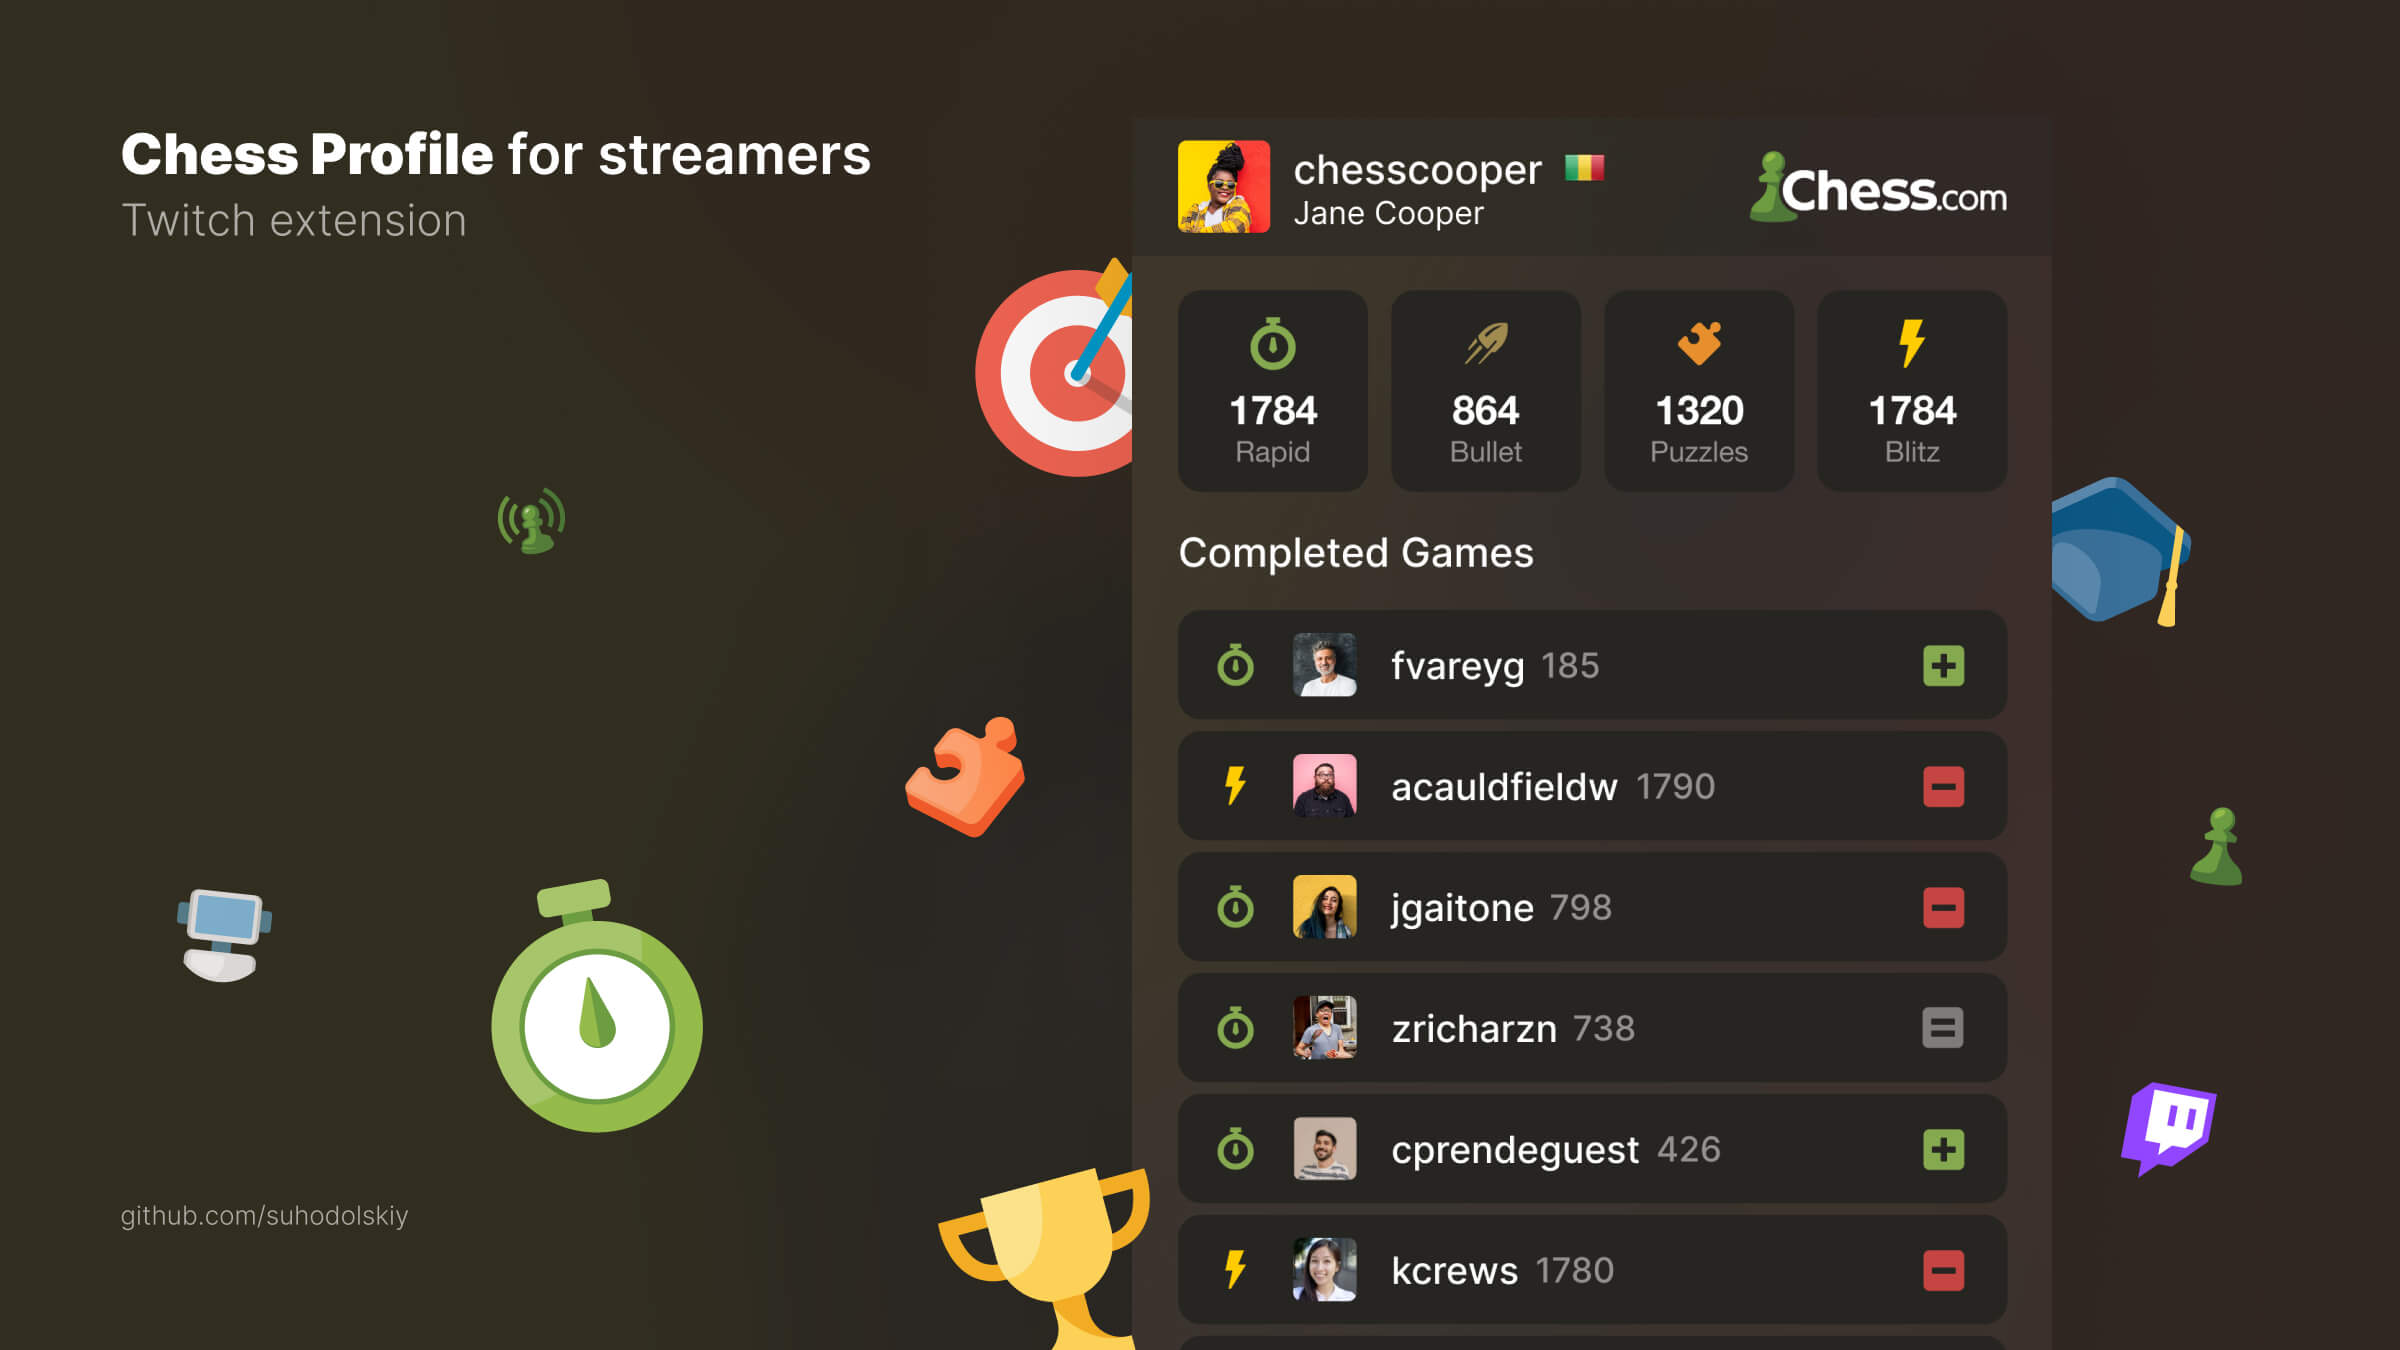 Chess Profile for streamers
Twitch extension
github.com/suhodolskiy
chesscooper
Jane Cooper
Chess.com
1784
Rapid
864
Bullet
1320
Puzzles
1784
Blitz
Completed Games
fvareyg 185
acauldfieldw 1790
jgaitone 798
zricharzn 738
cprendeguest 426
kcrews 1780